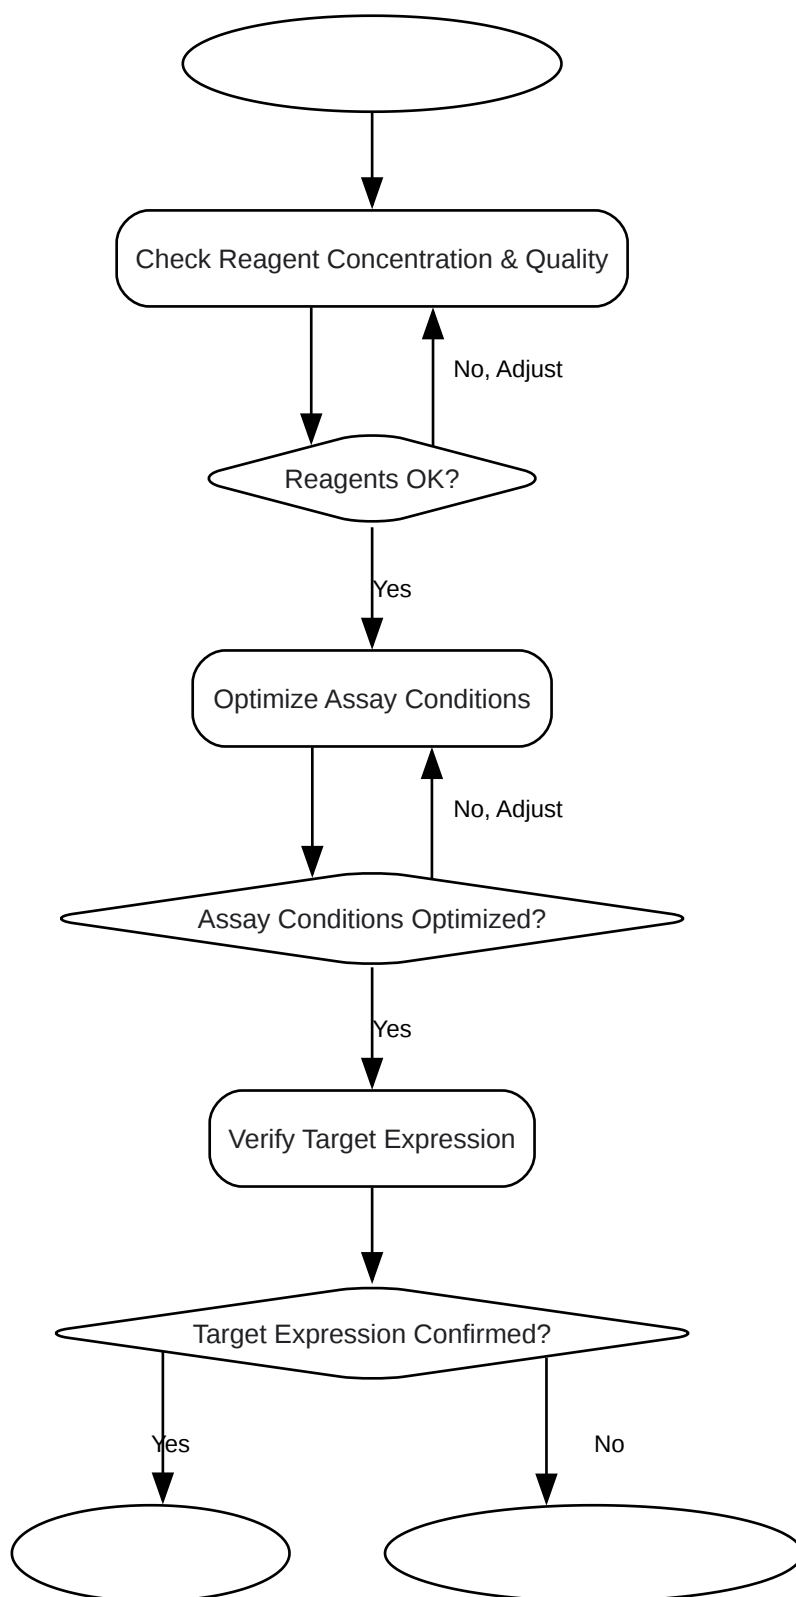 Check Reagent Concentration & Quality
No, Adjust
Reagents OK?
Yes
Optimize Assay Conditions
No, Adjust
Assay Conditions Optimized?
Yes
Verify Target Expression
Target Expression Confirmed?
Yes
No